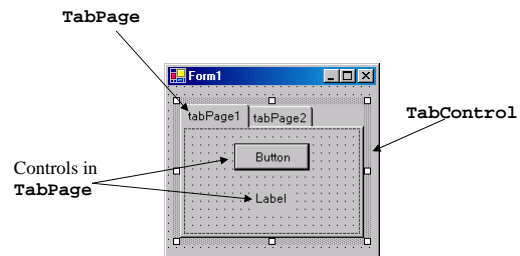 TabPage
Form1
TabControl
tabPage1 tabPage2
Button
Controls in
TabPage
Label